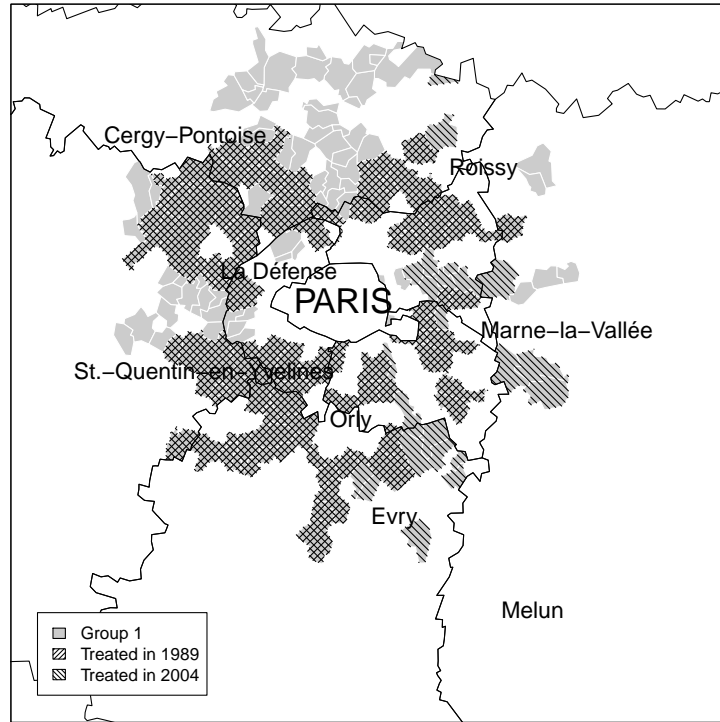 Cergy−Pontoise
Roissy
La Défense
PARIS
Marne−la−Vallée
St.−Quentin−en−Yvelines
Orly
Evry
Melun
Group 1
Treated in 1989
Treated in 2004